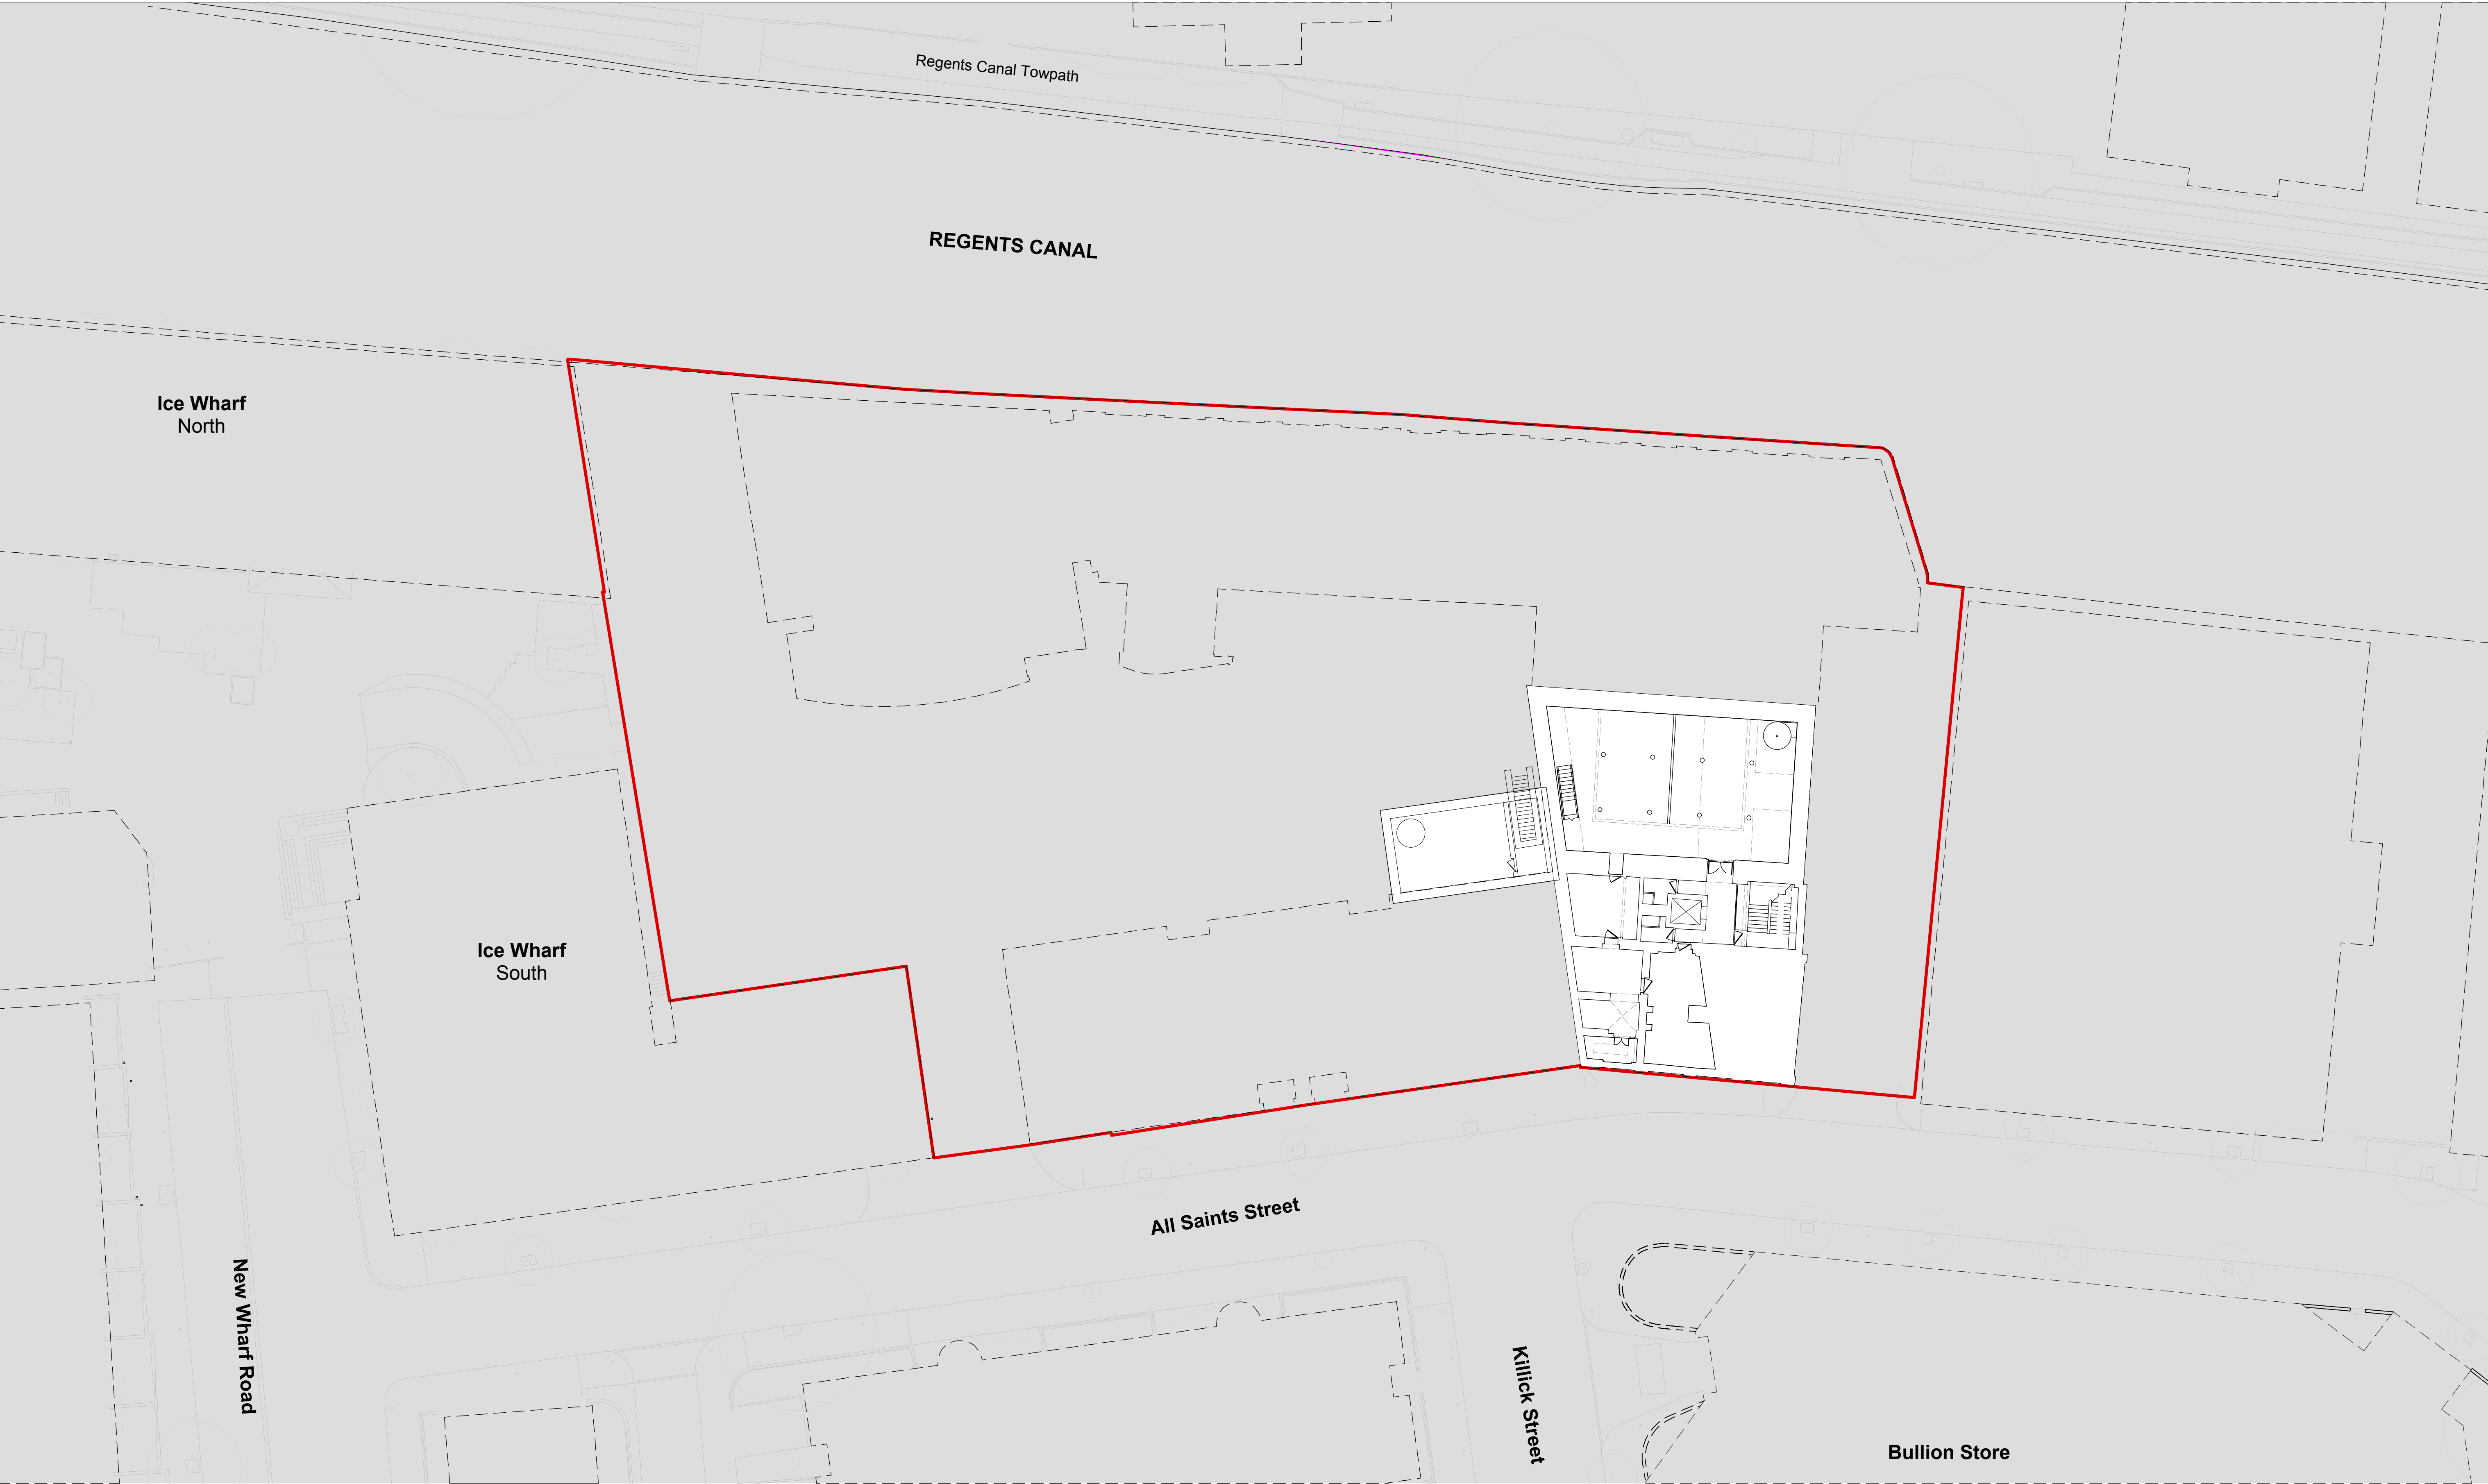 Regents Canal Towpath
REGENTS CANAL
Ice Wharf
North
Ice Wharf
South
All Saints Street
New Wharf Road
Killick Street
Bullion Store